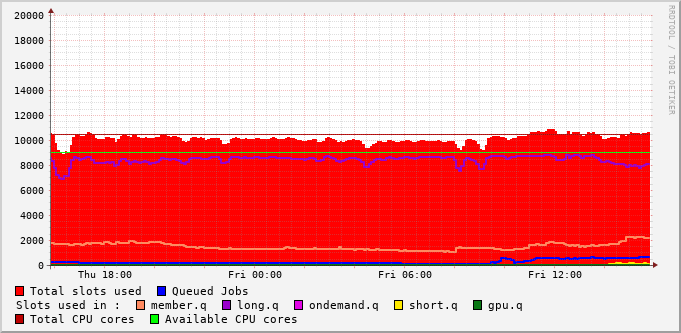 20000
18000
16000
14000
12000
10000
8000
6000
4000
2000
0
Thu 18:00 Fri 00:00 Fri 06:00 Fri 12:00
Total slots used Queued Jobs
Slots used in : member.q long.q ondemand.q short.q gpu.q
Total CPU cores Available CPU cores
RRDTOOL / TOBI OETIKER